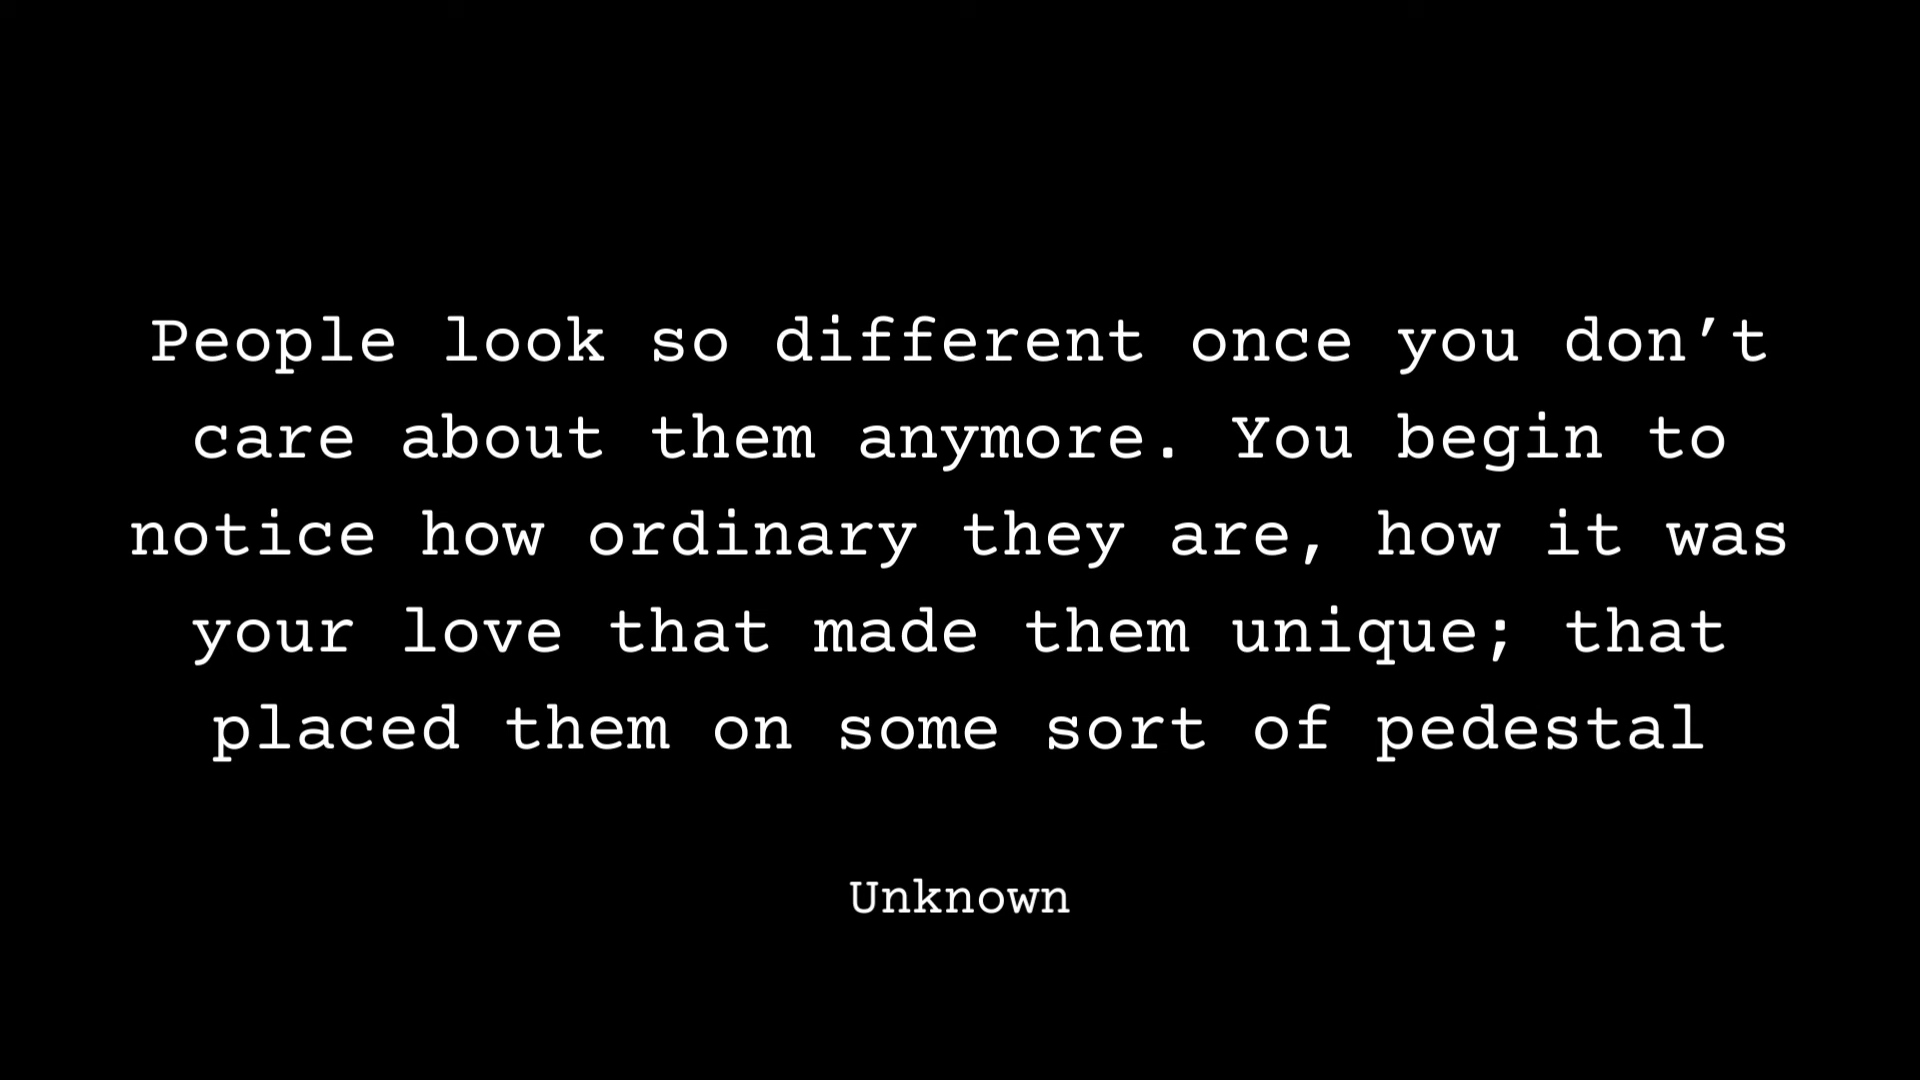 People look so different once you don’t
care about them anymore. You begin to
notice how ordinary they are, how it was
your love that made them unique; that
placed them on some sort of pedestal
Unknown